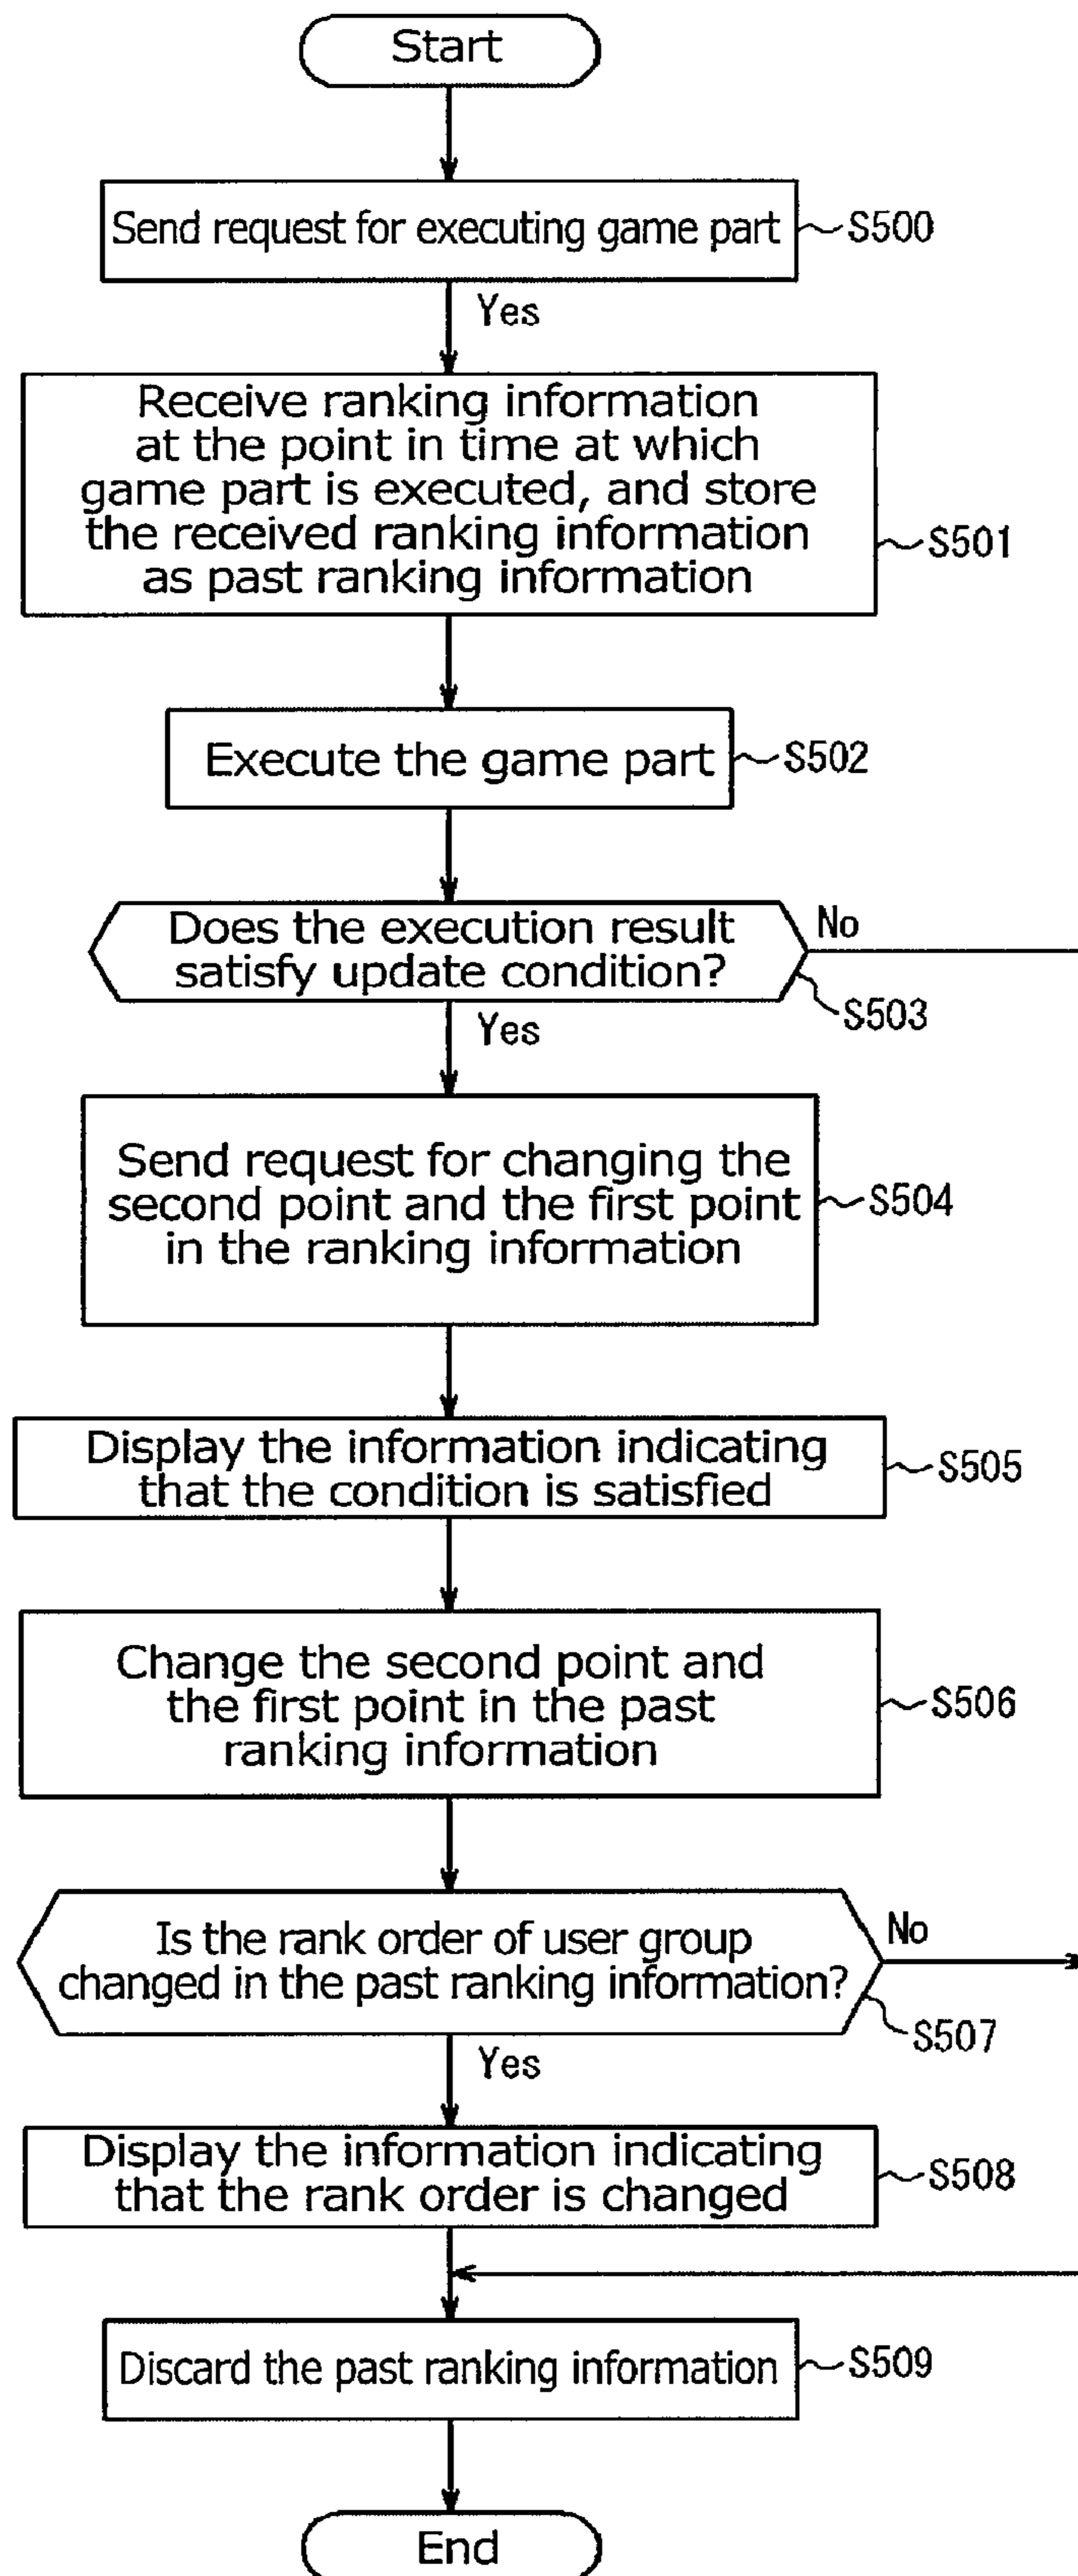 Start
Send request for executing game part
S500
Yes
Receive ranking information
at the point in time at which
game part is executed, and store
the received ranking information
as past ranking information
S501
Execute the game part
S502
Does the execution result
satisfy update condition?
No
S503
Yes
Send request for changing the
second point and the first point
in the ranking information
S504
Display the information indicating
that the condition is satisfied
S505
Change the second point and
the first point in the past
ranking information
S506
Is the rank order of user group
changed in the past ranking information?
No
S507
Yes
Display the information indicating
that the rank order is changed
S508
Discard the past ranking information
S509
End